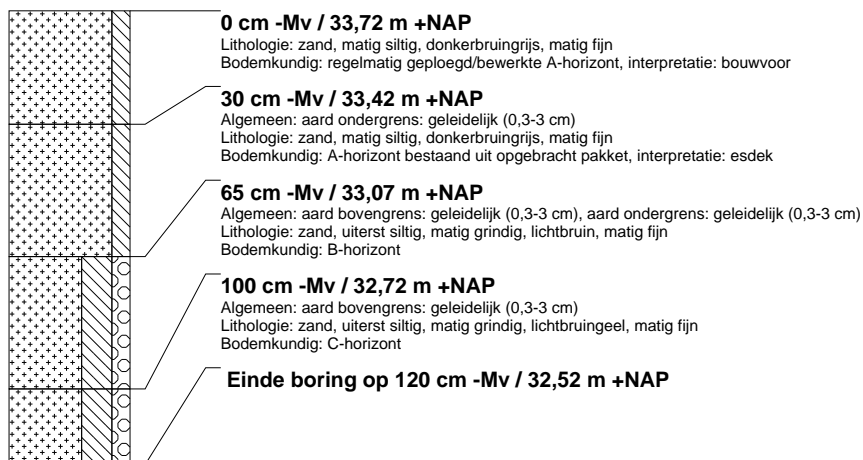 0 cm -Mv / 33,72 m +NAP
Lithologie: zand, matig siltig, donkerbruingrijs, matig fijn
Bodemkundig: regelmatig geploegd/bewerkte A-horizont, interpretatie: bouwvoor
30 cm -Mv / 33,42 m +NAP
Algemeen: aard ondergrens: geleidelijk (0,3-3 cm)
Lithologie: zand, matig siltig, donkerbruingrijs, matig fijn
Bodemkundig: A-horizont bestaand uit opgebracht pakket, interpretatie: esdek
65 cm -Mv / 33,07 m +NAP
Algemeen: aard bovengrens: geleidelijk (0,3-3 cm), aard ondergrens: geleidelijk (0,3-3 cm)
Lithologie: zand, uiterst siltig, matig grindig, lichtbruin, matig fijn
Bodemkundig: B-horizont
100 cm -Mv / 32,72 m +NAP
Algemeen: aard bovengrens: geleidelijk (0,3-3 cm)
Lithologie: zand, uiterst siltig, matig grindig, lichtbruingeel, matig fijn
Bodemkundig: C-horizont
Einde boring op 120 cm -Mv / 32,52 m +NAP